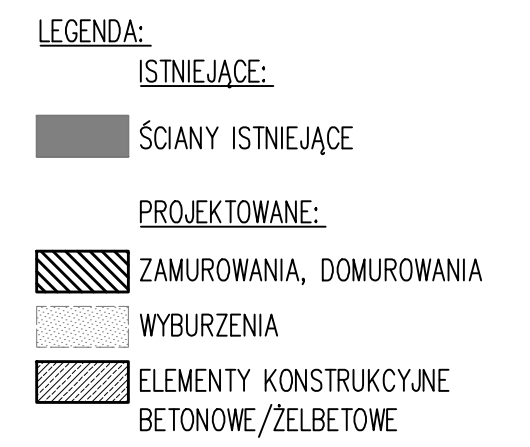 LEGENDA:
ISTNIEJĄCE:
ŚCIANY ISTNIEJĄCE
PROJEKTOWANE:
ZAMUROWANIA, DOMUROWANIA
WYBURZENIA
ELEMENTY KONSTRUKCYJNE
BETONOWE/ŻELBETOWE